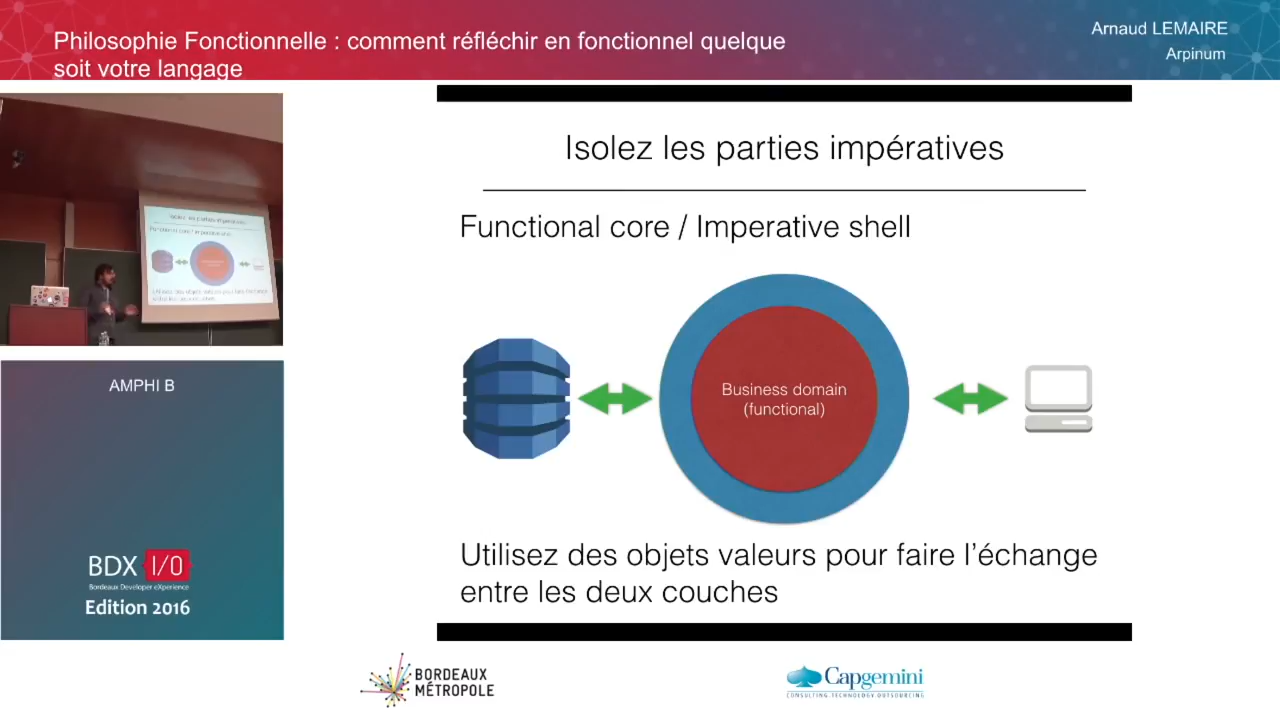 Philosophie Fonctionnelle : comment réfléchir en fonctionnel quelque
soit votre langage
Arnaud LEMAIRE
Arpinum
Isolez les parties impératives
Functional core / Imperative shell
Business domain
(functional)
Utilisez des objets valeurs pour faire l'échange
entre les deux couches
AMPHI B
BDX I/O
Bordeaux Developer eXperience
Edition 2016
BORDEAUX
MÉTROPOLE
Capgemini
CONSULTING.TECHNOLOGY.OUTSOURCING